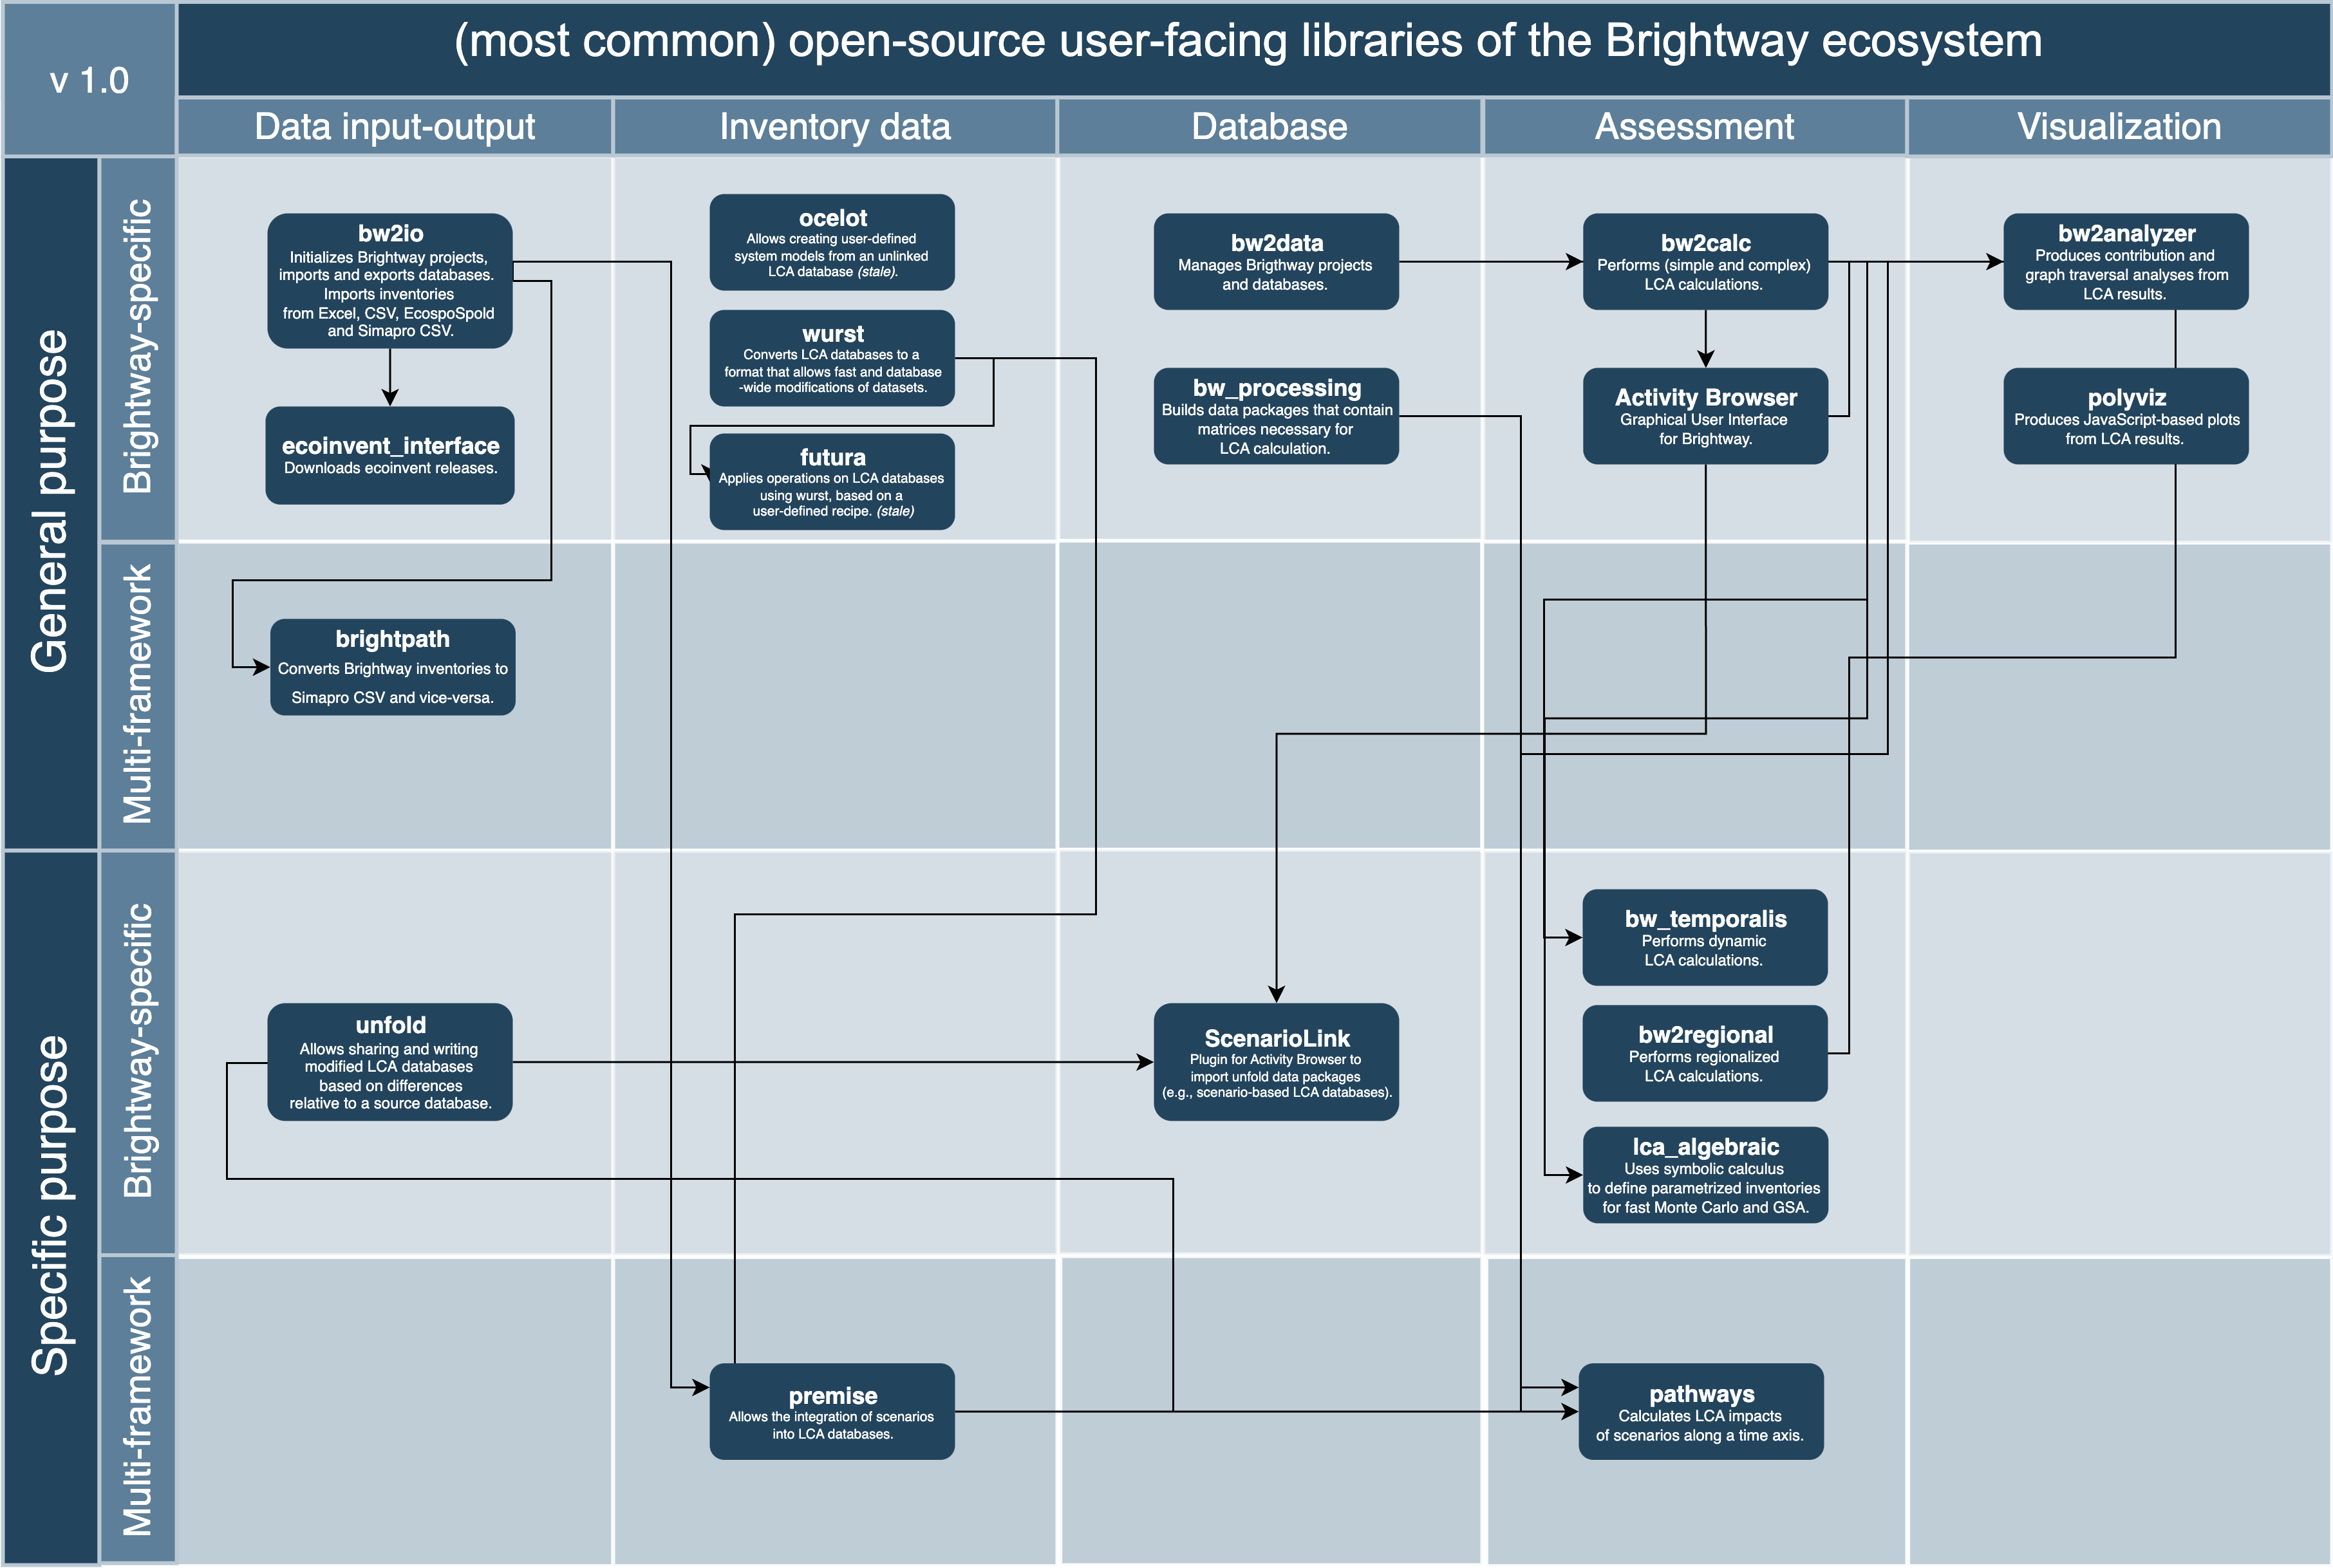 v 1.0
(most common) open-source user-facing libraries of the Brightway ecosystem
Data input-output
Inventory data
Database
Assessment
Visualization
General purpose
Brightway-specific
bw2io
Initializes Brightway projects,
imports and exports databases.
Imports inventories
from Excel, CSV, EcospoSpold
and Simapro CSV.
ecoinvent_interface
Downloads ecoinvent releases.
ocelot
Allows creating user-defined
system models from an unlinked
LCA database (stale).
wurst
Converts LCA databases to a
format that allows fast and database
-wide modifications of datasets.
futura
Applies operations on LCA databases
using wurst, based on a
user-defined recipe. (stale)
bw2data
Manages Brigthway projects
and databases.
bw_processing
Builds data packages that contain
matrices necessary for
LCA calculation.
bw2calc
Performs (simple and complex)
LCA calculations.
Activity Browser
Graphical User Interface
for Brightway.
bw2analyzer
Produces contribution and
graph traversal analyses from
LCA results.
polyviz
Produces JavaScript-based plots
from LCA results.
Multi-framework
brightpath
Converts Brightway inventories to
Simapro CSV and vice-versa.
Specific purpose
Brightway-specific
unfold
Allows sharing and writing
modified LCA databases
based on differences
relative to a source database.
ScenarioLink
Plugin for Activity Browser to
import unfold data packages
(e.g., scenario-based LCA databases).
bw_temporalis
Performs dynamic
LCA calculations.
bw2regional
Performs regionalized
LCA calculations.
lca_algebraic
Uses symbolic calculus
to define parametrized inventories
for fast Monte Carlo and GSA.
Multi-framework
premise
Allows the integration of scenarios
into LCA databases.
pathways
Calculates LCA impacts
of scenarios along a time axis.